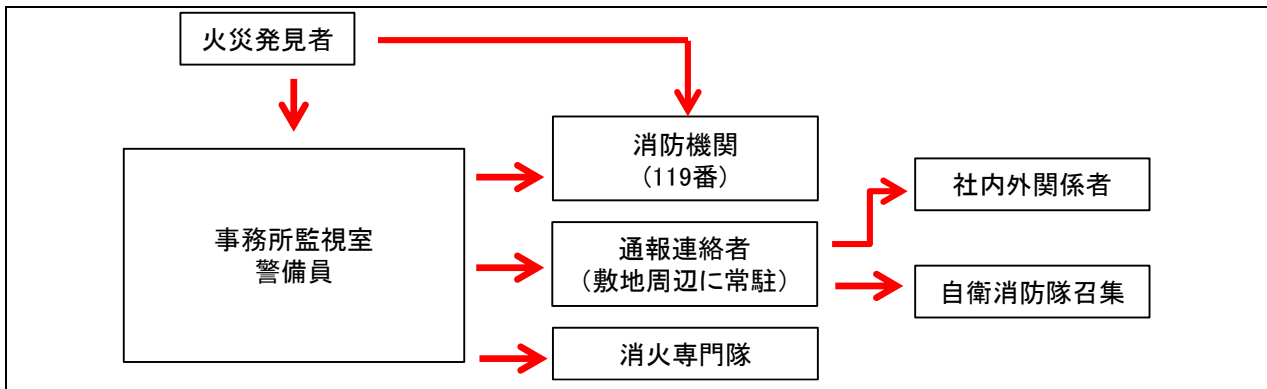 火災発見者
消防機関
(119番)
社内外関係者
事務所監視室
警備員
通報連絡者
(敷地周辺に常駐)
自衛消防隊召集
消火専門隊